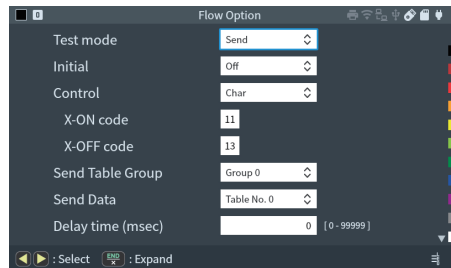 0 Flow Option
Test mode Send
Initial Off
Control Char
X-ON code 11
X-OFF code 13
Send Table Group Group 0
Send Data Table No. 0
Delay time (msec) 0 [ 0 - 99999 ]
: Select END X : Expand